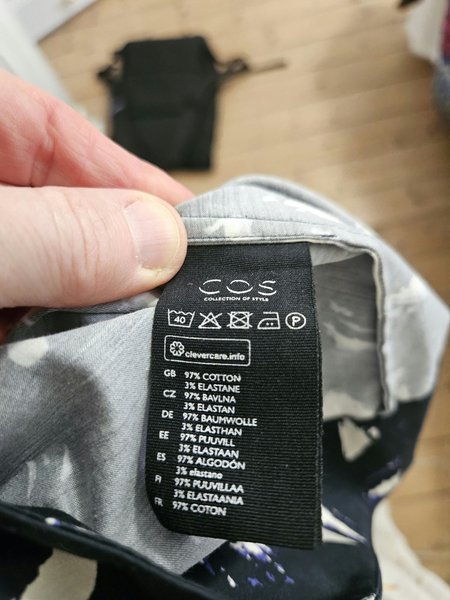 COS
COLLECTION OF STYLE
40 P
clevercare.info
GB 97% COTTON
3% ELASTANE
CZ 97% BAVLNA
3% ELASTAN
DE 97% BAUMWOLLE
3% ELASTHAN
EE 97% PUUVILL
3% ELASTAAN
ES 97% ALGODÓN
3% elastano
FI 97% PUUVILLAA
3% ELASTAANIA
FR 97% COTON